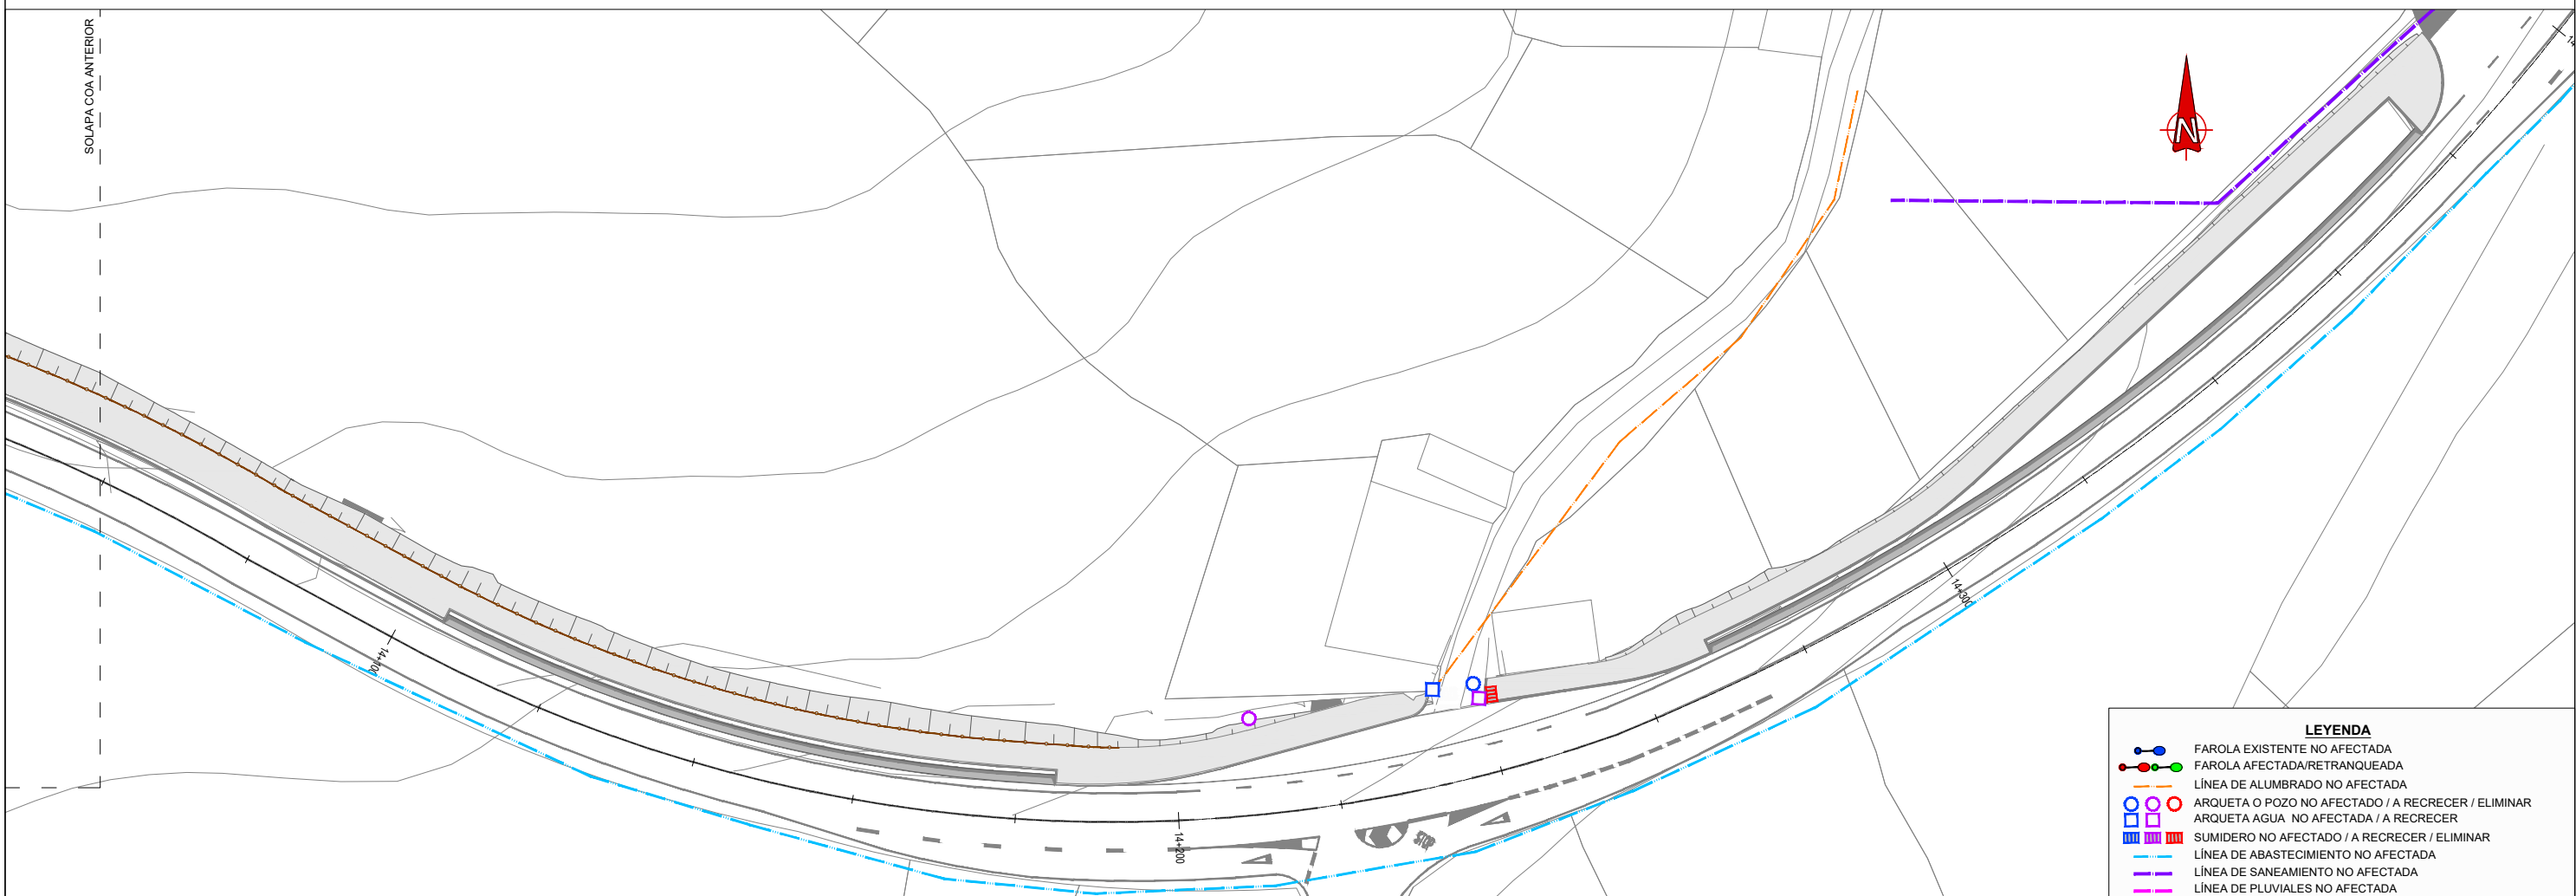 SOLAPA COA ANTERIOR
N
14+100
14+200
14+300
LEYENDA
FAROLA EXISTENTE NO AFECTADA
FAROLA AFECTADA/RETRANQUEADA
LÍNEA DE ALUMBRADO NO AFECTADA
ARQUETA O POZO NO AFECTADO / A RECRECER / ELIMINAR
ARQUETA AGUA NO AFECTADA / A RECRECER
SUMIDERO NO AFECTADO / A RECRECER / ELIMINAR
LÍNEA DE ABASTECIMIENTO NO AFECTADA
LÍNEA DE SANEAMIENTO NO AFECTADA
LÍNEA DE PLUVIALES NO AFECTADA